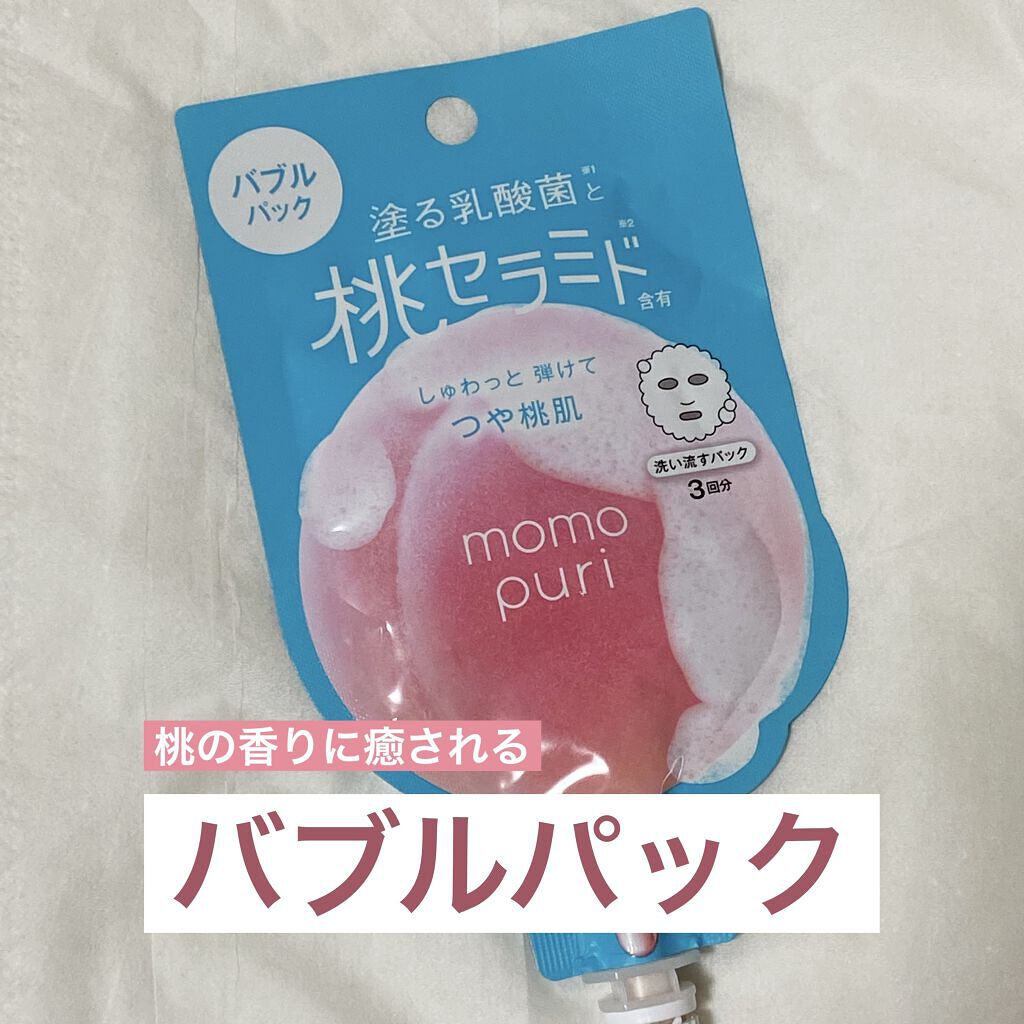 バブル
パック
塗る乳酸菌※1と
桃セラミド※2含有
しゅわっと 弾けて
つや桃肌
洗い流すパック
3回分
momo
puri
桃の香りに癒される
バブルパック